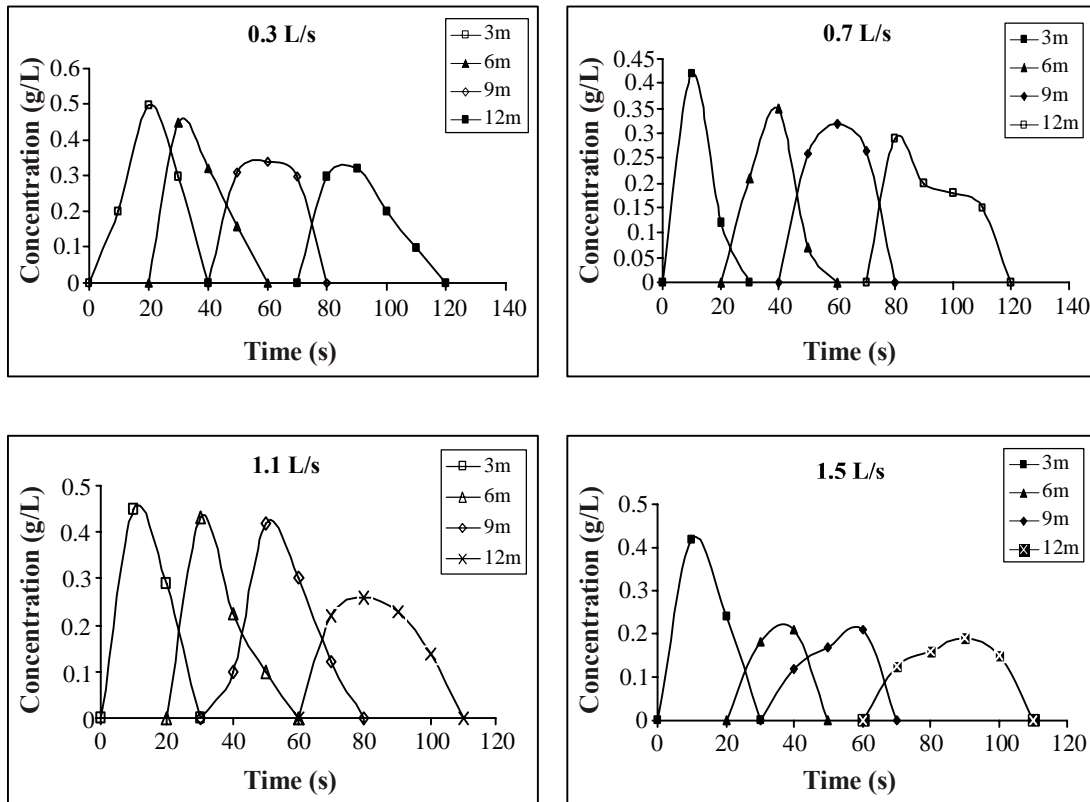 0.3 L/s
Concentration (g/L)
0.6
0.5
0.4
0.3
0.2
0.1
0
0 20 40 60 80 100 120 140
Time (s)
3m
6m
9m
12m
0.7 L/s
Concentration (g/L)
0.45
0.4
0.35
0.3
0.25
0.2
0.15
0.1
0.05
0
0 20 40 60 80 100 120 140
Time (s)
3m
6m
9m
12m
1.1 L/s
Concentration (g/L)
0.5
0.4
0.3
0.2
0.1
0
0 20 40 60 80 100 120
Time (s)
3m
6m
9m
12m
1.5 L/s
Concentration (g/L)
0.5
0.4
0.3
0.2
0.1
0
0 20 40 60 80 100 120
Time (s)
3m
6m
9m
12m